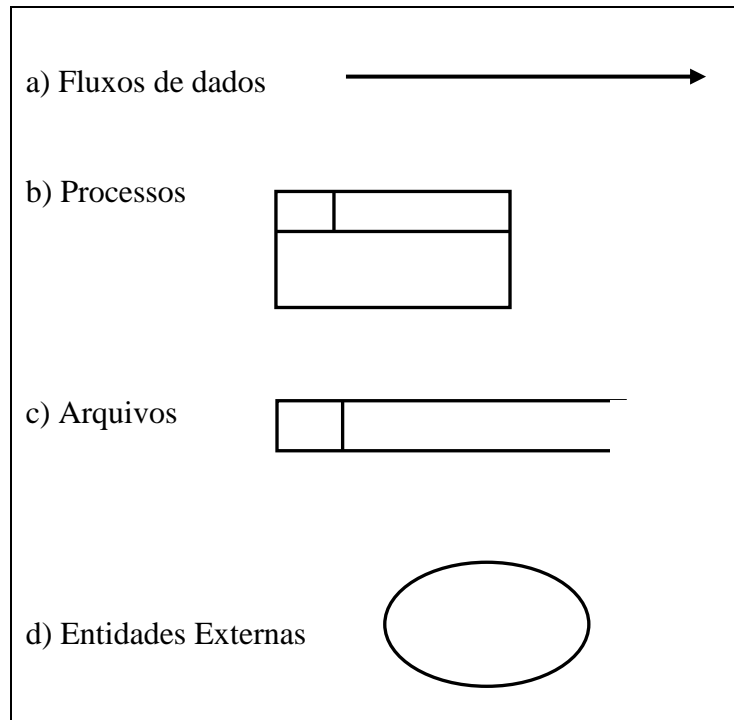 a) Fluxos de dados
b) Processos
c) Arquivos
d) Entidades Externas